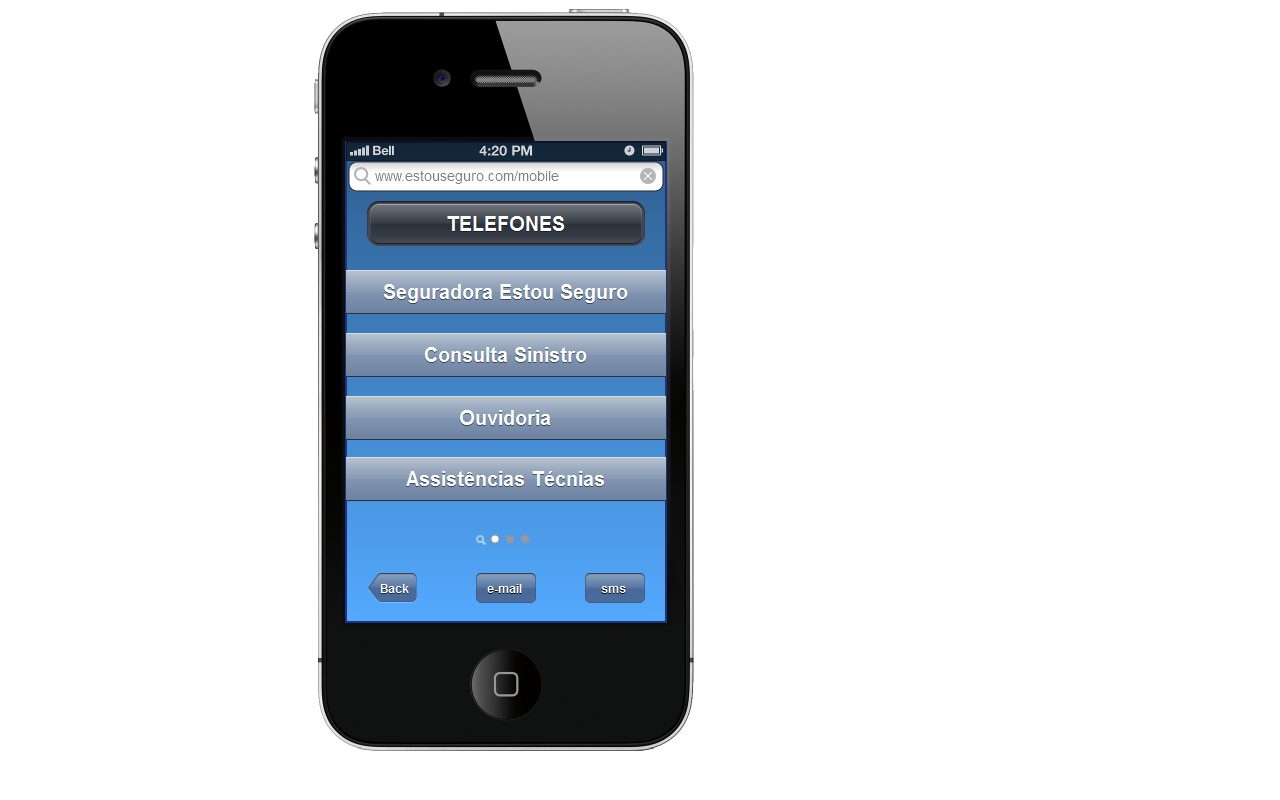 Bell 4:20 PM
www.estouseguro.com/mobile
TELEFONES
Seguradora Estou Seguro
Consulta Sinistro
Ouvidoria
Assistências Técnias
Back e-mail sms